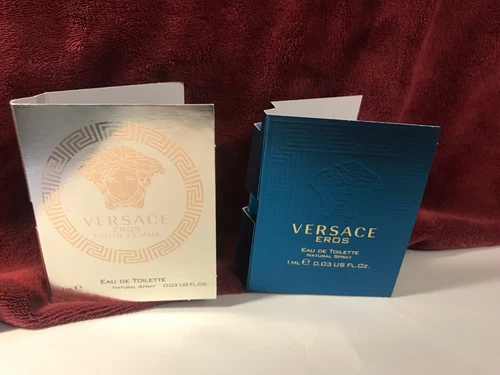 VERSACE
EROS
POUR FEMME
EAU DE TOILETTE
NATURAL SPRAY 0.03 US FL.OZ.
VERSACE
EROS
EAU DE TOILETTE
NATURAL SPRAY
1 ML ℮ 0.03 US FL.OZ.